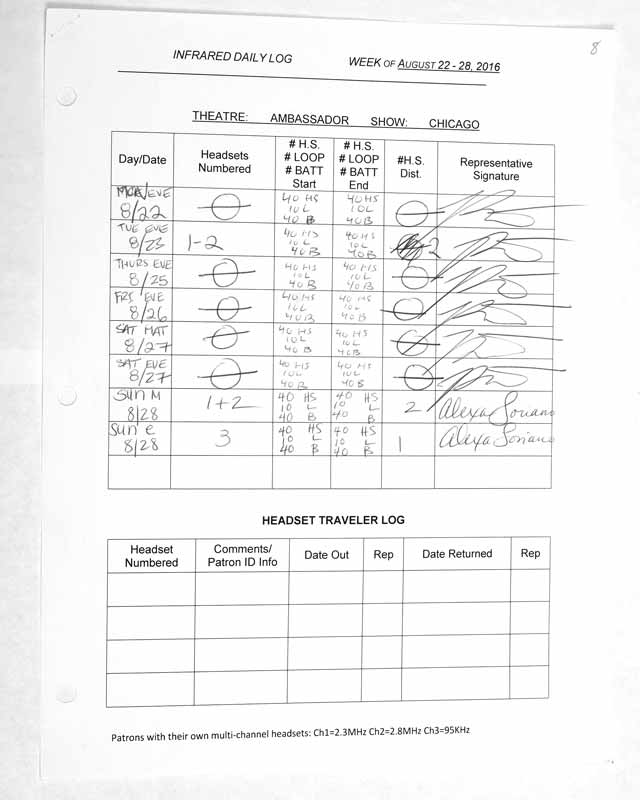 8
INFRARED DAILY LOG WEEK OF AUGUST 22 - 28, 2016
THEATRE: AMBASSADOR SHOW: CHICAGO
Day/Date
Headsets Numbered
# H.S. # LOOP # BATT Start
# H.S. # LOOP # BATT End
#H.S. Dist.
Representative Signature
MON/EVE
8/22
40 HS
10 L
40 B
40 HS
10 L
40 B
TUE EVE
8/23
1-2
40 HS
10 L
40 B
40 HS
10 L
40 B
2
THURS EVE
8/25
40 HS
10 L
40 B
40 HS
10 L
40 B
FRI EVE
8/26
40 HS
10 L
40 B
40 HS
10 L
40 B
SAT MAT
8/27
40 HS
10 L
40 B
40 HS
10 L
40 B
SAT EVE
8/27
40 HS
10 L
40 B
40 HS
10 L
40 B
SUN M
8/28
1+2
40 HS
10 L
40 B
40 HS
10 L
40 B
2
Alexa Soriano
Sun e
8/28
3
40 HS
10 L
40 B
40 HS
10 L
40 B
1
Alexa Soriano
HEADSET TRAVELER LOG
Headset Numbered
Comments/ Patron ID Info
Date Out
Rep
Date Returned
Rep
Patrons with their own multi-channel headsets: Ch1=2.3MHz Ch2=2.8MHz Ch3=95KHz